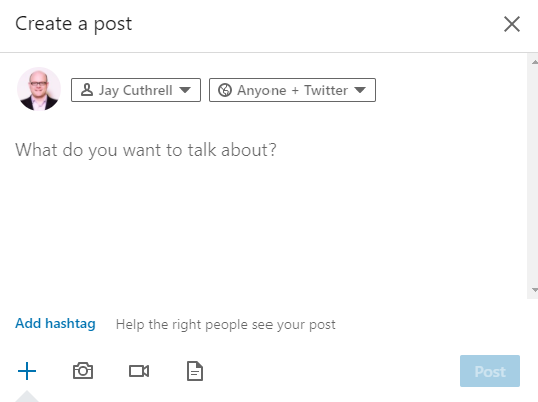 Create a post
Jay Cuthrell
Anyone + Twitter
What do you want to talk about?
Add hashtag Help the right people see your post
Post